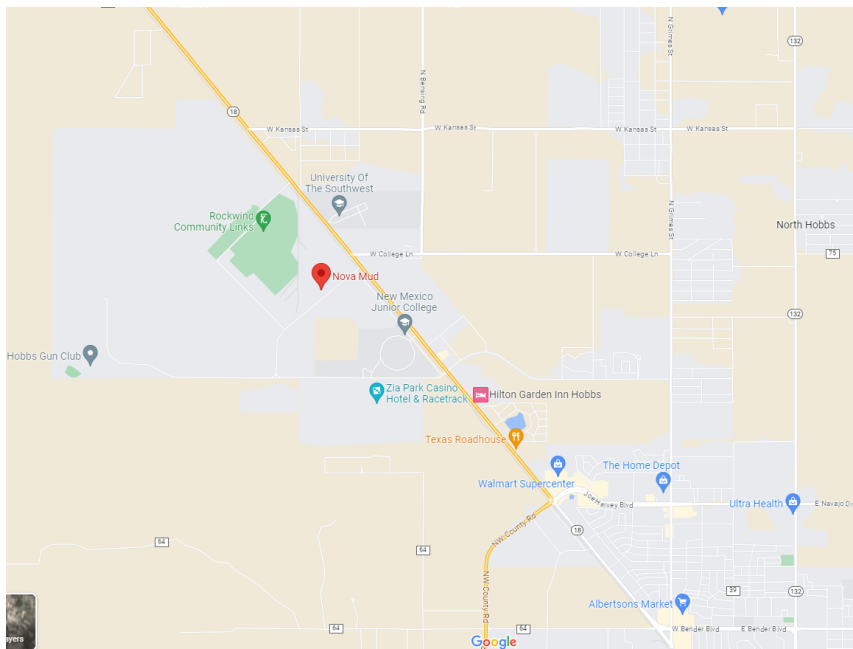 N Grimes St
132
N Bensing Rd
18
W Kansas St
W Kansas St
W Kansas St
W Kansas St
University Of
The Southwest
Rockwind
Community Links
N Grimes St
North Hobbs
W College Ln
W College Ln
75
Nova Mud
New Mexico
Junior College
132
Hobbs Gun Club
Zia Park Casino
Hotel & Racetrack
Hilton Garden Inn Hobbs
Texas Roadhouse
The Home Depot
Walmart Supercenter
Joe Harvey Blvd
Ultra Health
E Navajo
NW County Rd
18
64
64
NW County Rd
39
132
Albertsons Market
64
64
W Bender Blvd
E Bender Blvd
Google